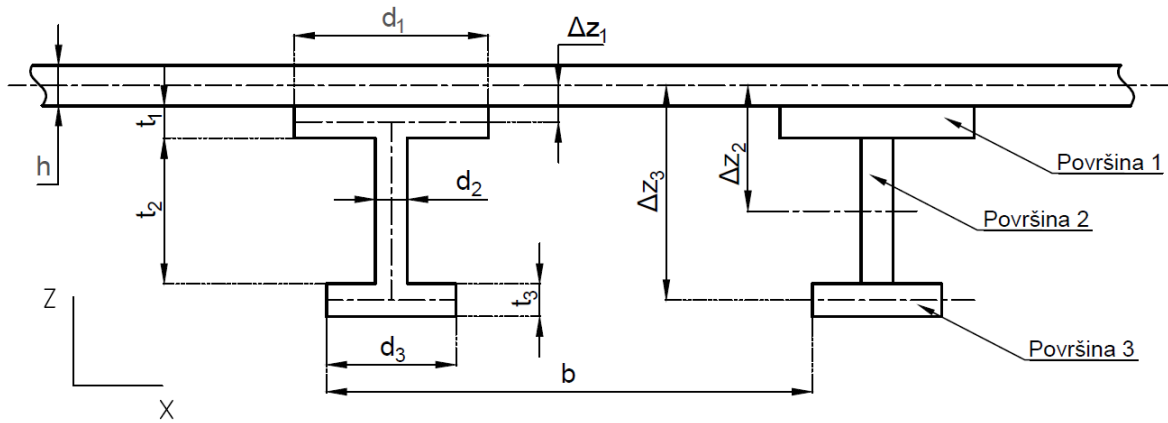 d₁
Δz₁
t₁
h
t₂
d₂
Δz₃
Δz₂
Površina 1
Površina 2
Z
t₃
d₃
b
Površina 3
X